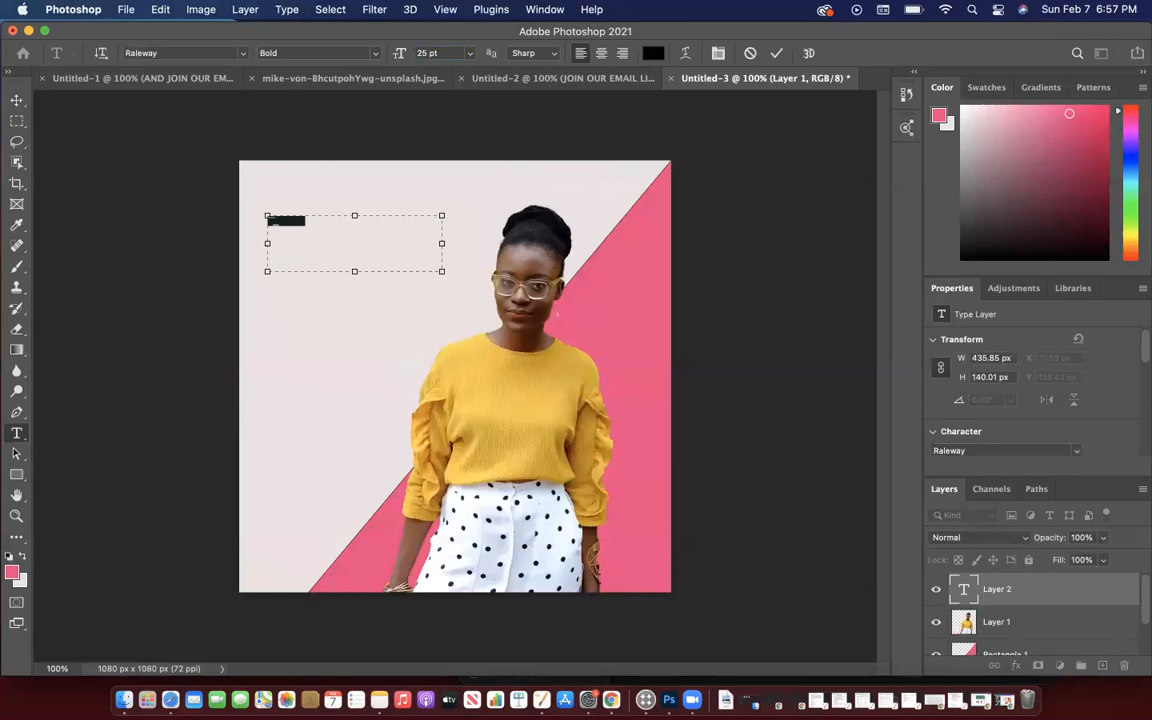 Photoshop File Edit Image Layer Type Select Filter 3D View Plugins Window Help Sun Feb 7 6:57 PM
Adobe Photoshop 2021
Raleway Bold 25 pt Sharp 3D
Untitled-1 @ 100% (AND JOIN OUR EM... mike-von-BhcutpohYwg-unsplash.jpg... Untitled-2 @ 100% (JOIN OUR EMAIL LI... Untitled-3 @ 100% (Layer 1, RGB/8) *
Color Swatches Gradients Patterns
Properties Adjustments Libraries
Type Layer
Transform
W 435.85 px X
H 140.01 px Y
Character
Raleway
Layers Channels Paths
Kind
Normal Opacity: 100%
Lock: Fill: 100%
Layer 2
Layer 1
Rectangle 1
100% 1080 px x 1080 px (72 ppi)